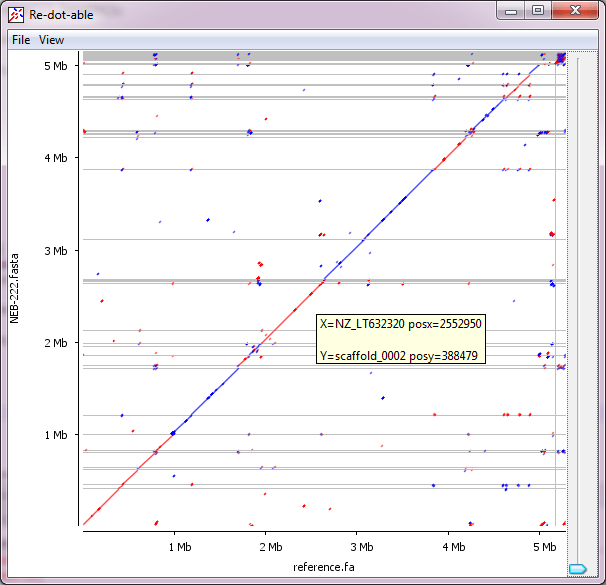 Re-dot-able
File View
5 Mb
4 Mb
3 Mb
2 Mb
1 Mb
NEB-222.fasta
X=NZ_LT632320 posx=2552950
Y=scaffold_0002 posy=388479
1 Mb 2 Mb 3 Mb 4 Mb 5 Mb
reference.fa